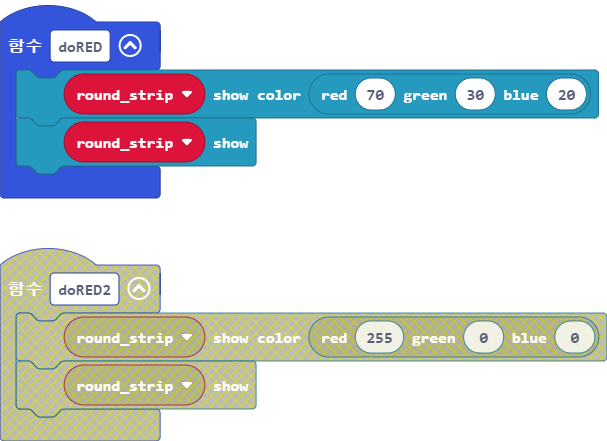 함수 doRED
round_strip show color red 70 green 30 blue 20
round_strip show
함수 doRED2
round_strip show color red 255 green 0 blue 0
round_strip show